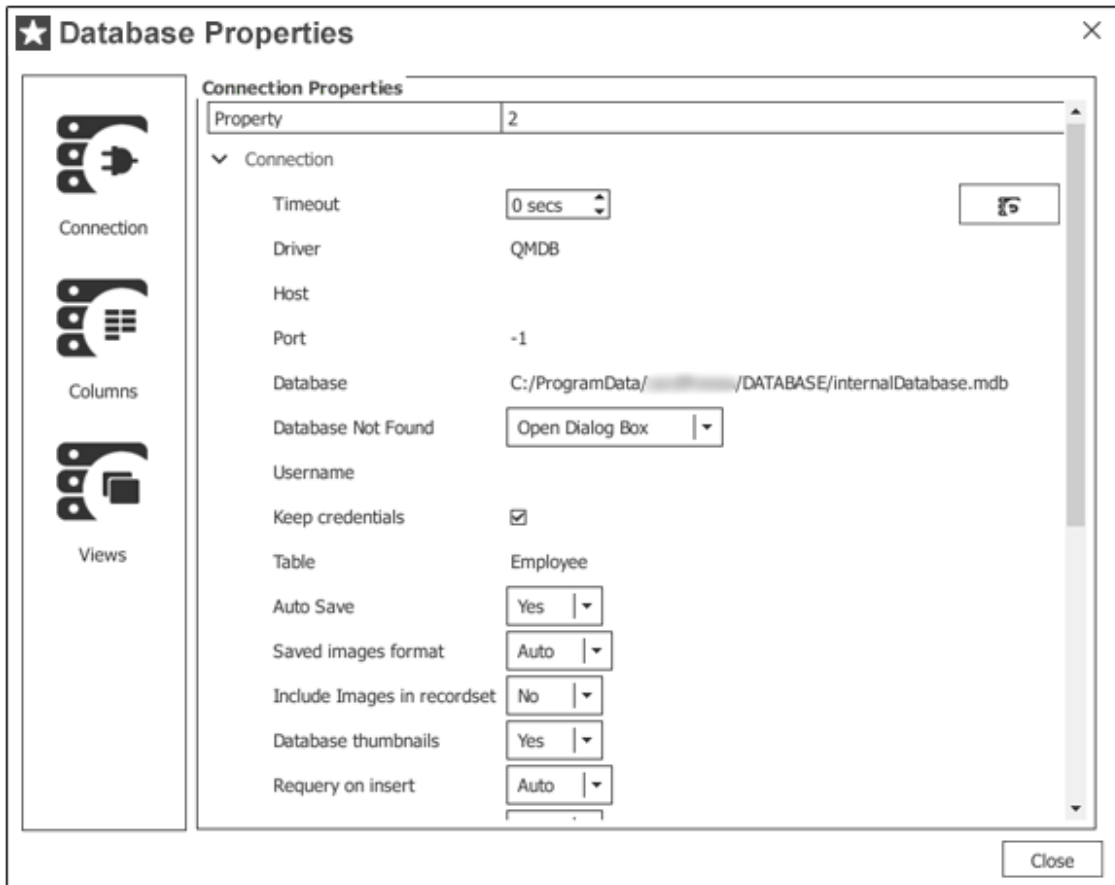 Database Properties
Connection Properties
Property 2
Connection
Timeout 0 secs
Connection
Driver QMDB
Host
Port -1
Columns
Database C:/ProgramData/ /DATABASE/internalDatabase.mdb
Database Not Found Open Dialog Box
Username
Keep credentials
Views
Table Employee
Auto Save Yes
Saved images format Auto
Include Images in recordset No
Database thumbnails Yes
Requery on insert Auto
Close